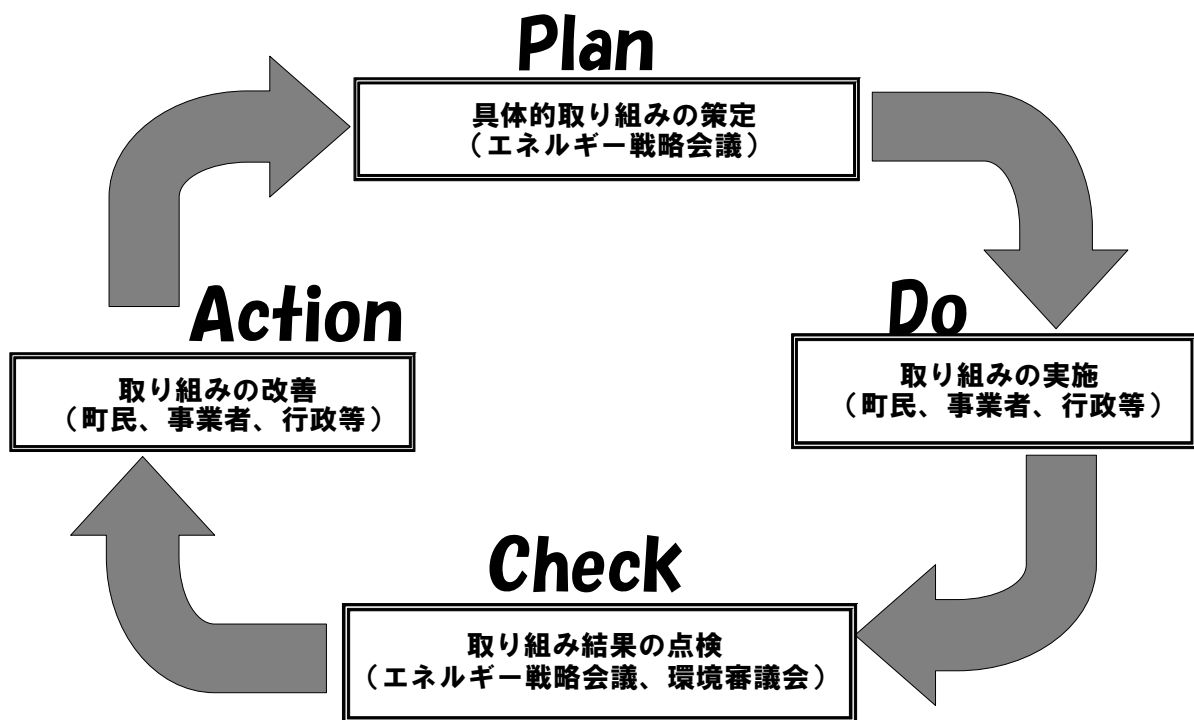 Plan
具体的取り組みの策定
（エネルギー戦略会議）
Do
取り組みの実施
（町民、事業者、行政等）
Check
取り組み結果の点検
（エネルギー戦略会議、環境審議会）
Action
取り組みの改善
（町民、事業者、行政等）